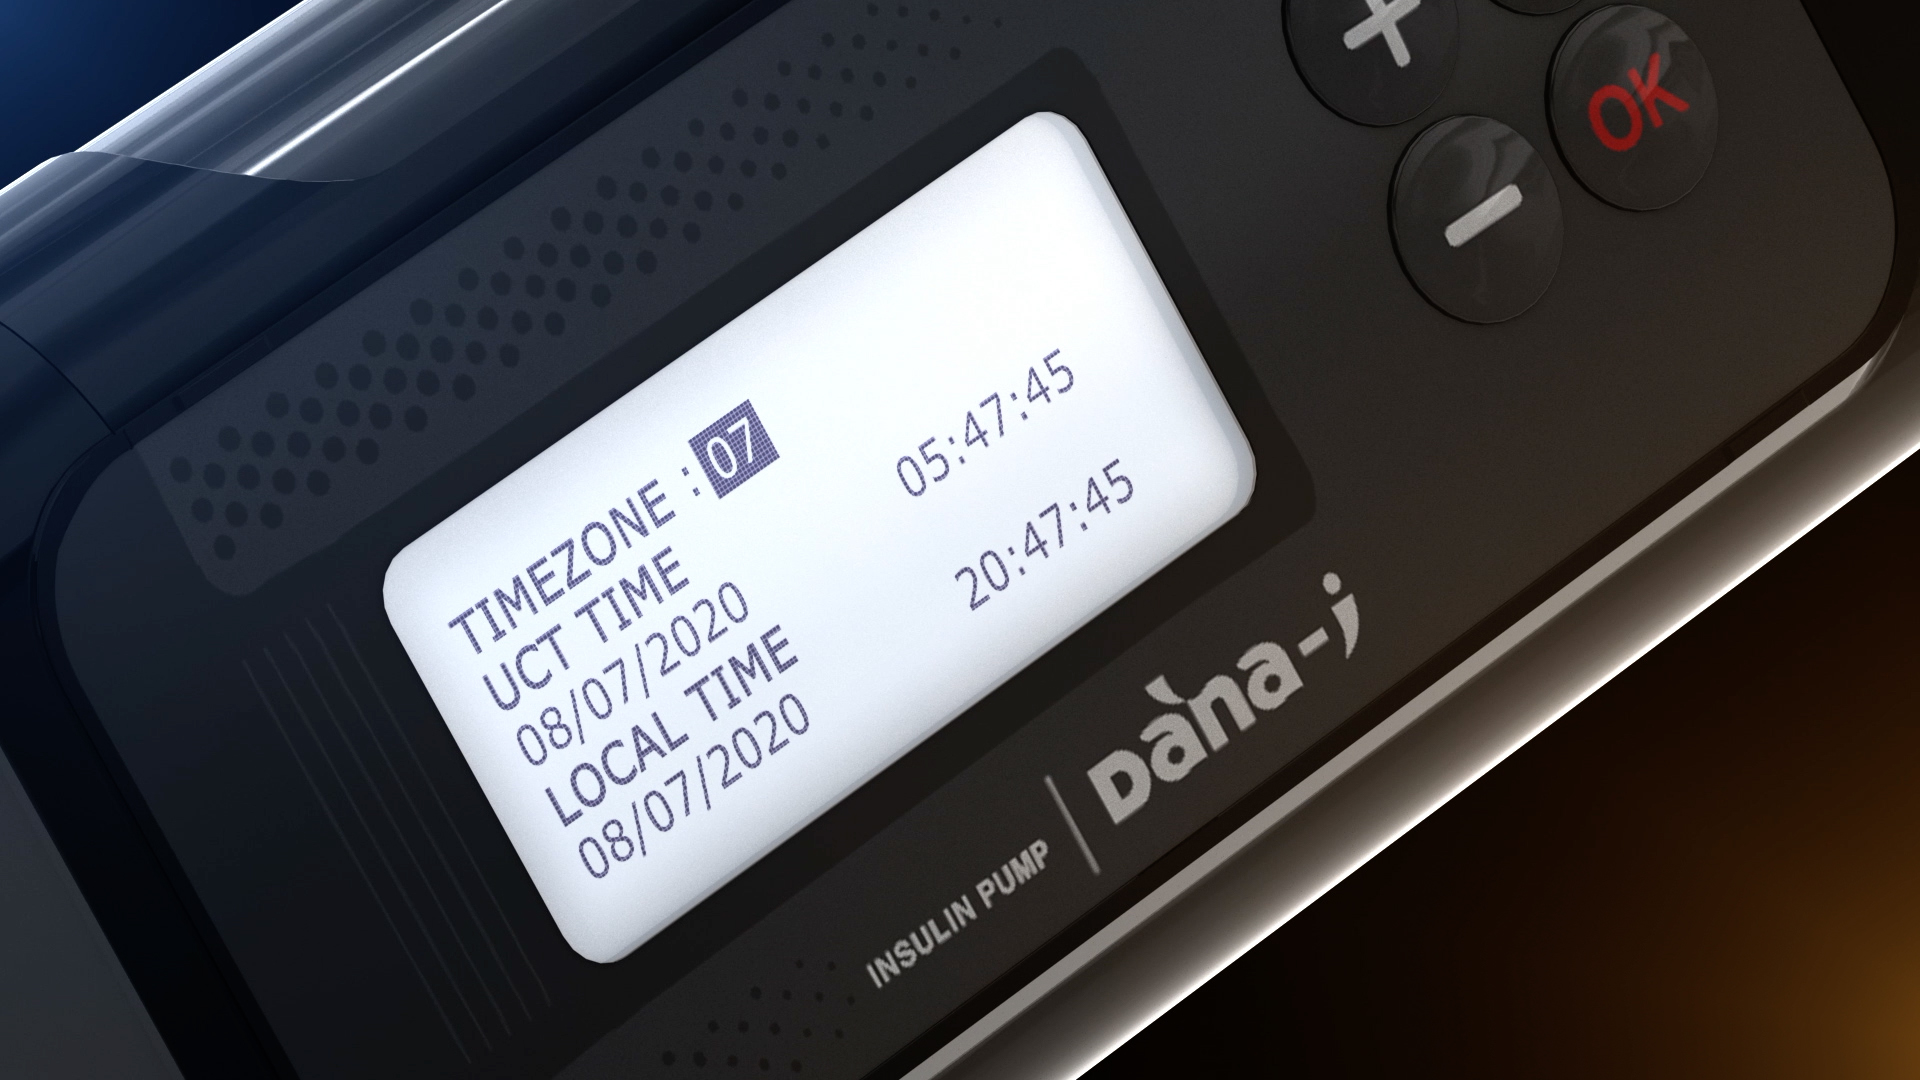 +
OK
−
TIMEZONE :07
UCT TIME 05:47:45
08/07/2020
LOCAL TIME 20:47:45
08/07/2020
INSULIN PUMP | Dana-i